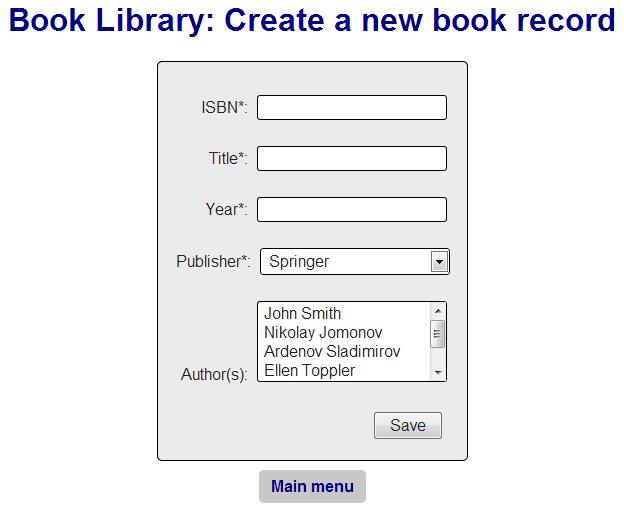 Book Library: Create a new book record
ISBN*:
Title*:
Year*:
Publisher*: Springer
John Smith
Nikolay Jomonov
Ardenov Sladimirov
Author(s): Ellen Toppler
Save
Main menu